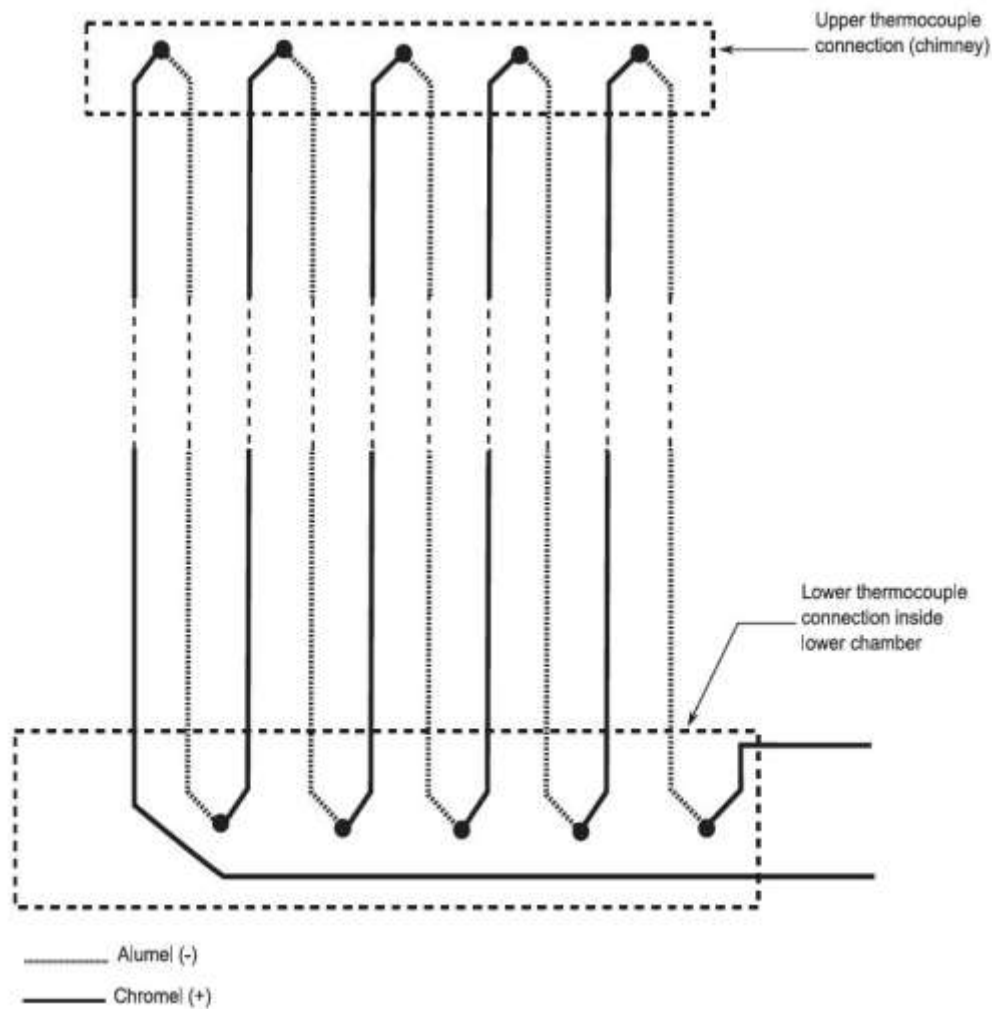 Upper thermocouple
connection (chimney)
Lower thermocouple
connection inside
lower chamber
Alumel (-)
Chromel (+)